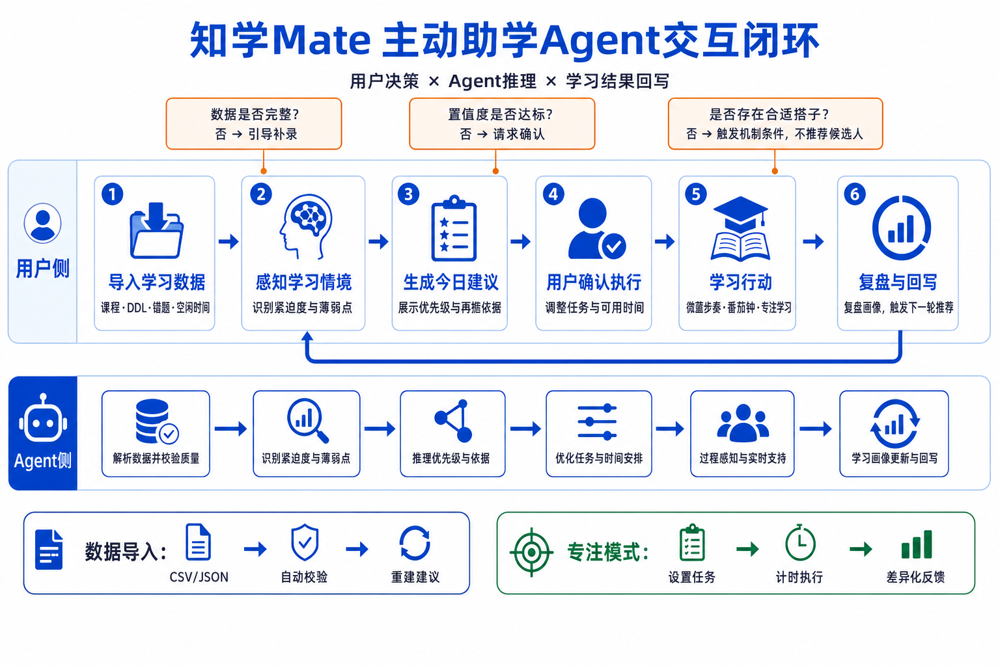 知学Mate 主动助学Agent交互闭环
用户决策 × Agent推理 × 学习结果回写
数据是否完整?
否 → 引导补录
置值度是否达标?
否 → 请求确认
是否存在合适搭子?
否 → 触发机制条件，不推荐候选人
用户侧
1
导入学习数据
课程·DDL·错题·空闲时间
2
感知学习情境
识别紧迫度与薄弱点
3
生成今日建议
展示优先级与再推依据
4
用户确认执行
调整任务与可用时间
5
学习行动
微蓝步奏·番茄钟·专注学习
6
复盘与回写
复盘画像，触发下一轮推荐
Agent侧
解析数据并校验质量
识别紧迫度与薄弱点
推理优先级与依据
优化任务与时间安排
过程感知与实时支持
学习画像更新与回写
数据导入：
CSV/JSON
自动校验
重建建议
专注模式：
设置任务
计时执行
差异化反馈